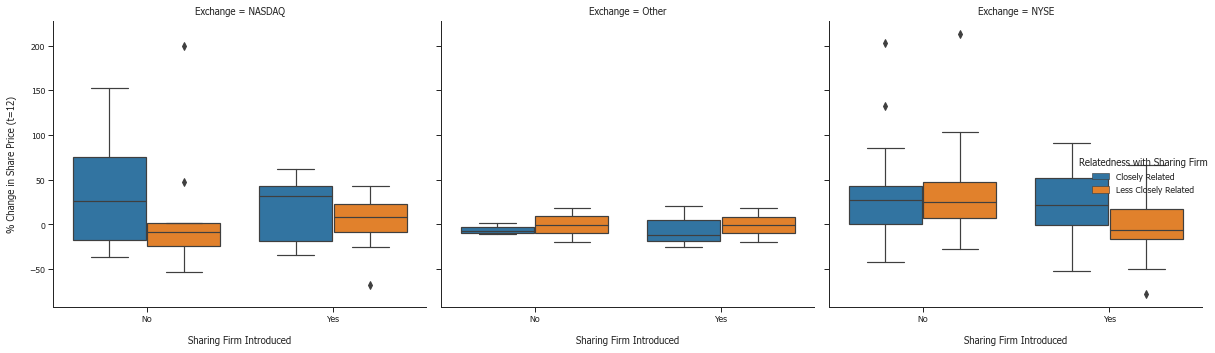 Exchange = NASDAQ
Exchange = Other
Exchange = NYSE
% Change in Share Price (t=12)
200
150
100
50
0
−50
Relatedness with Sharing Firm
Closely Related
Less Closely Related
No
Yes
No
Yes
No
Yes
Sharing Firm Introduced
Sharing Firm Introduced
Sharing Firm Introduced